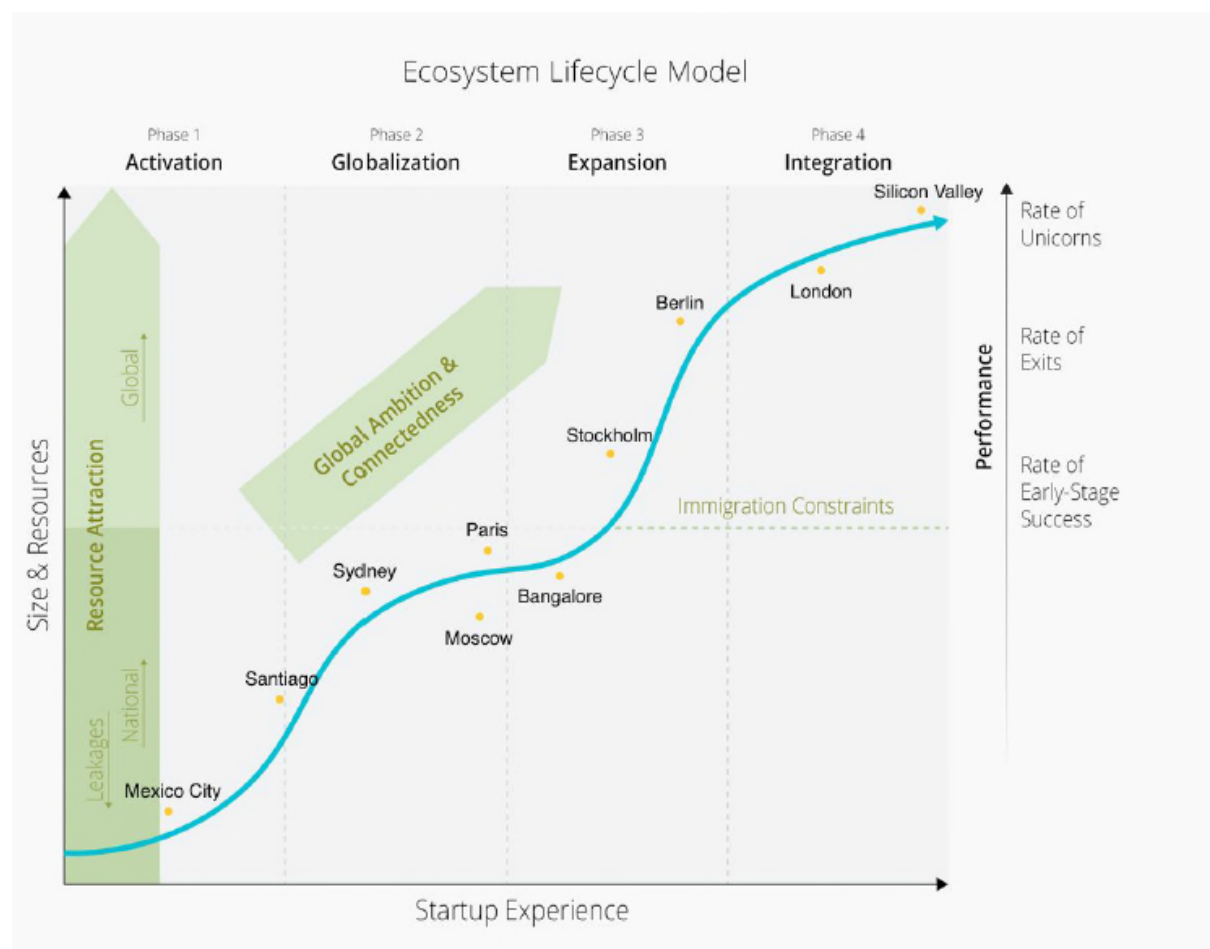 Ecosystem Lifecycle Model
Phase 1
Activation
Phase 2
Globalization
Phase 3
Expansion
Phase 4
Integration
Silicon Valley
London
Berlin
Stockholm
Paris
Sydney
Bangalore
Moscow
Santiago
Mexico City
Global Ambition &
Connectedness
Immigration Constraints
Size & Resources
Resource Attraction
Global
National
Leakages
Startup Experience
Performance
Rate of
Unicorns
Rate of
Exits
Rate of
Early-Stage
Success